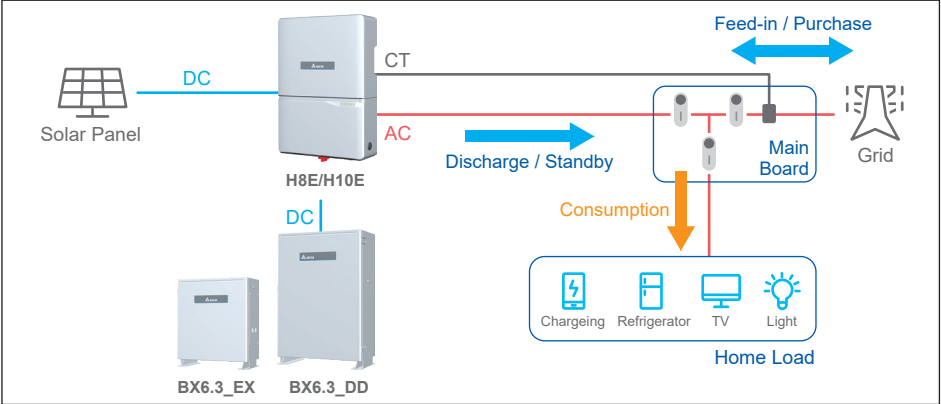 Feed-in / Purchase
CT
DC
Solar Panel
AC
Discharge / Standby
Main
Board
Grid
H8E/H10E
DC
Consumption
Chargeing
Refrigerator
TV
Light
Home Load
BX6.3_EX
BX6.3_DD